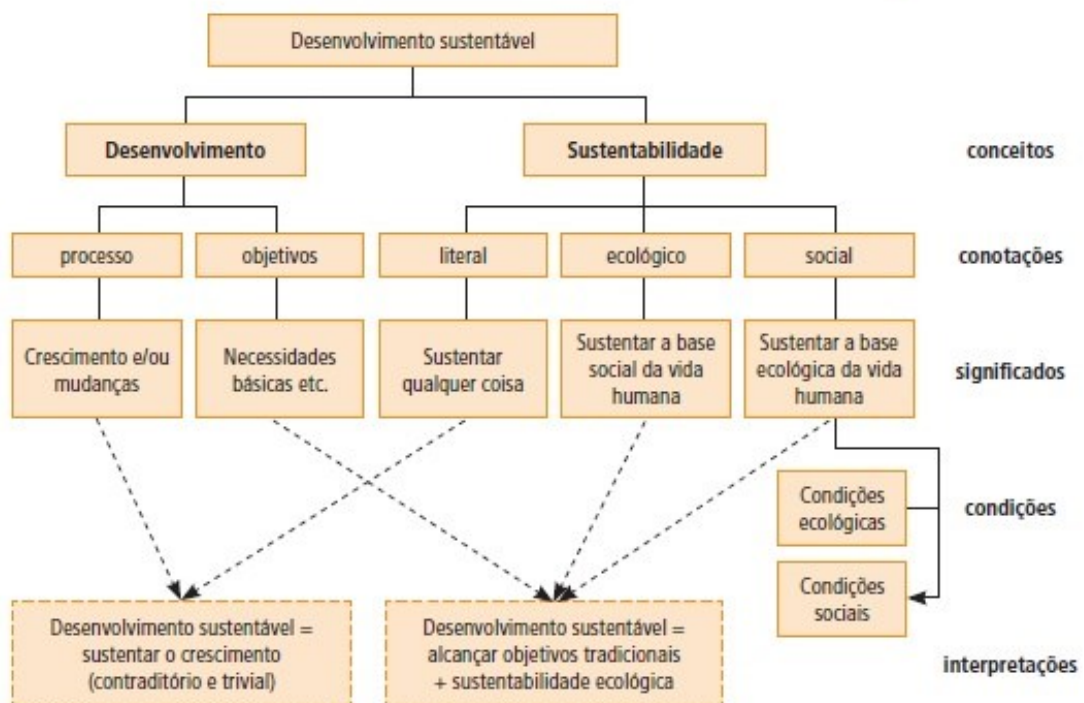 Desenvolvimento sustentável
Desenvolvimento
Sustentabilidade
conceitos
processo
objetivos
literal
ecológico
social
conotações
Crescimento e/ou
mudanças
Necessidades
básicas etc.
Sustentar
qualquer coisa
Sustentar a base
social da vida
humana
Sustentar a base
ecológica da vida
humana
significados
Condições
ecológicas
condições
Condições
sociais
Desenvolvimento sustentável =
sustentar o crescimento
(contraditório e trivial)
Desenvolvimento sustentável =
alcançar objetivos tradicionais
+ sustentabilidade ecológica
interpretações